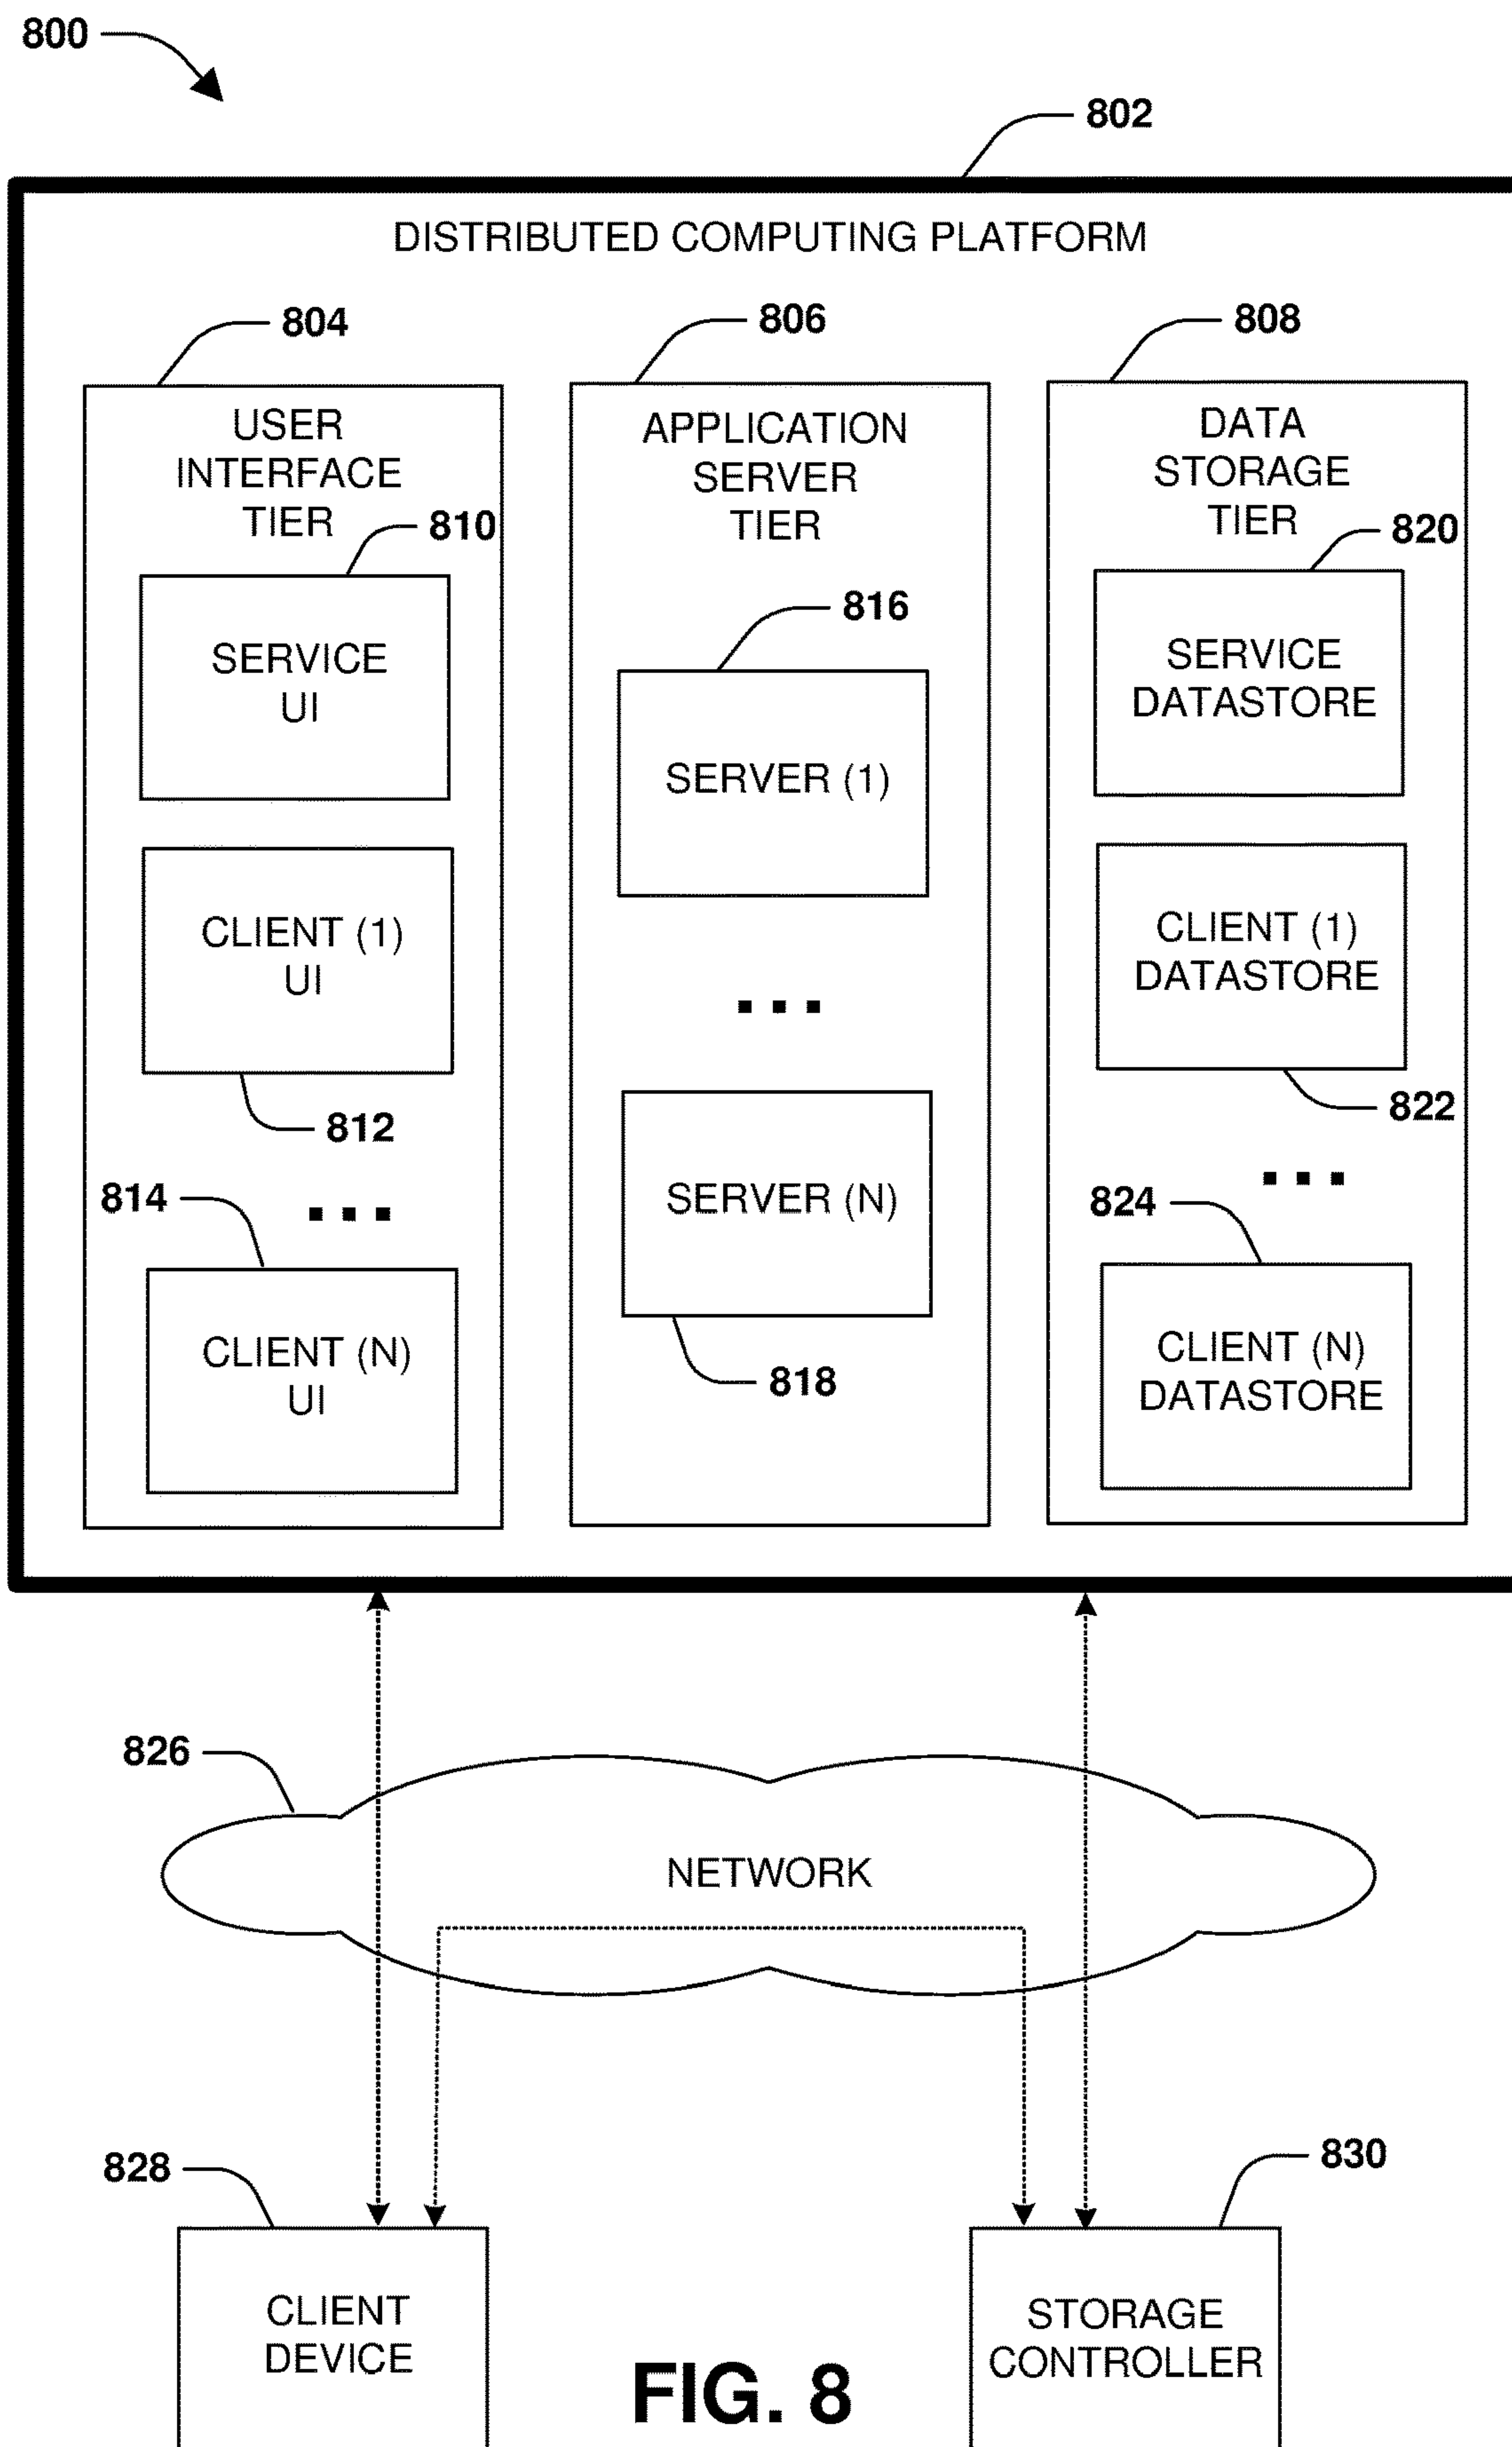 800
802
DISTRIBUTED COMPUTING PLATFORM
804
806
808
USER
INTERFACE
TIER
810
SERVICE
UI
CLIENT (1)
UI
812
814
CLIENT (N)
UI
APPLICATION
SERVER
TIER
816
SERVER (1)
SERVER (N)
818
DATA
STORAGE
TIER
820
SERVICE
DATASTORE
CLIENT (1)
DATASTORE
822
824
CLIENT (N)
DATASTORE
826
NETWORK
828
830
CLIENT
DEVICE
STORAGE
CONTROLLER
FIG. 8